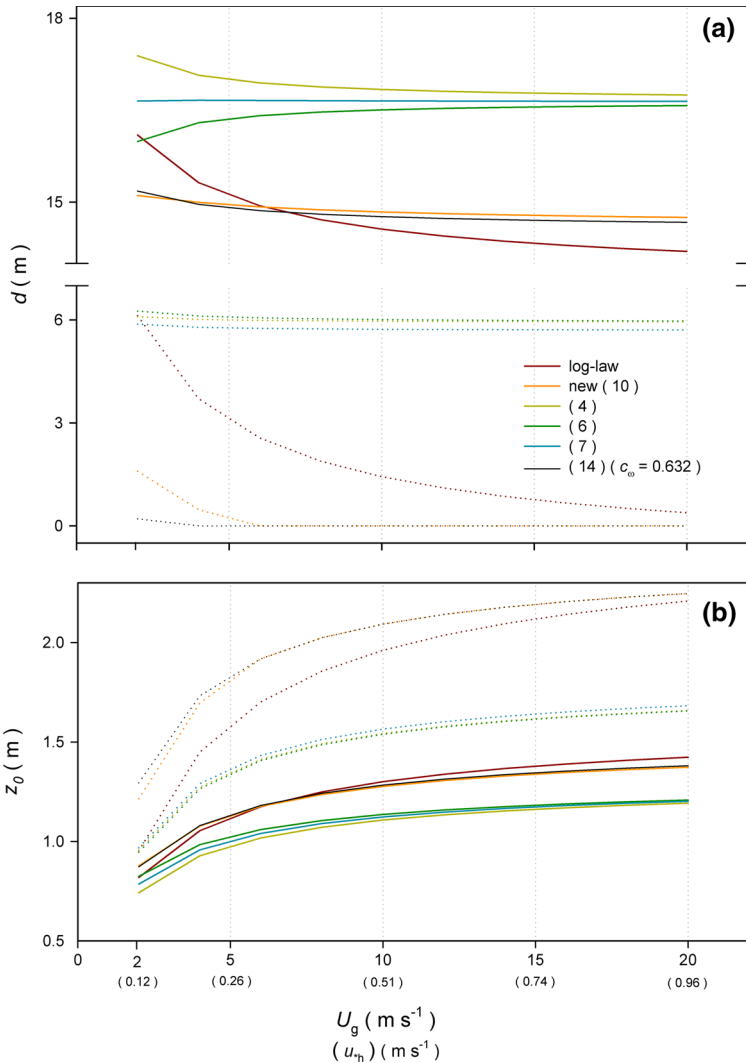 18
(a)
15
d ( m )
6
3
0
log-law
new ( 10 )
( 4 )
( 6 )
( 7 )
( 14 ) ( cω = 0.632 )
(b)
2.0
1.5
z0 ( m )
1.0
0.5
0 2 5 10 15 20
( 0.12 ) ( 0.26 ) ( 0.51 ) ( 0.74 ) ( 0.96 )
Ug ( m s-1 )
( u*h ) ( m s-1 )